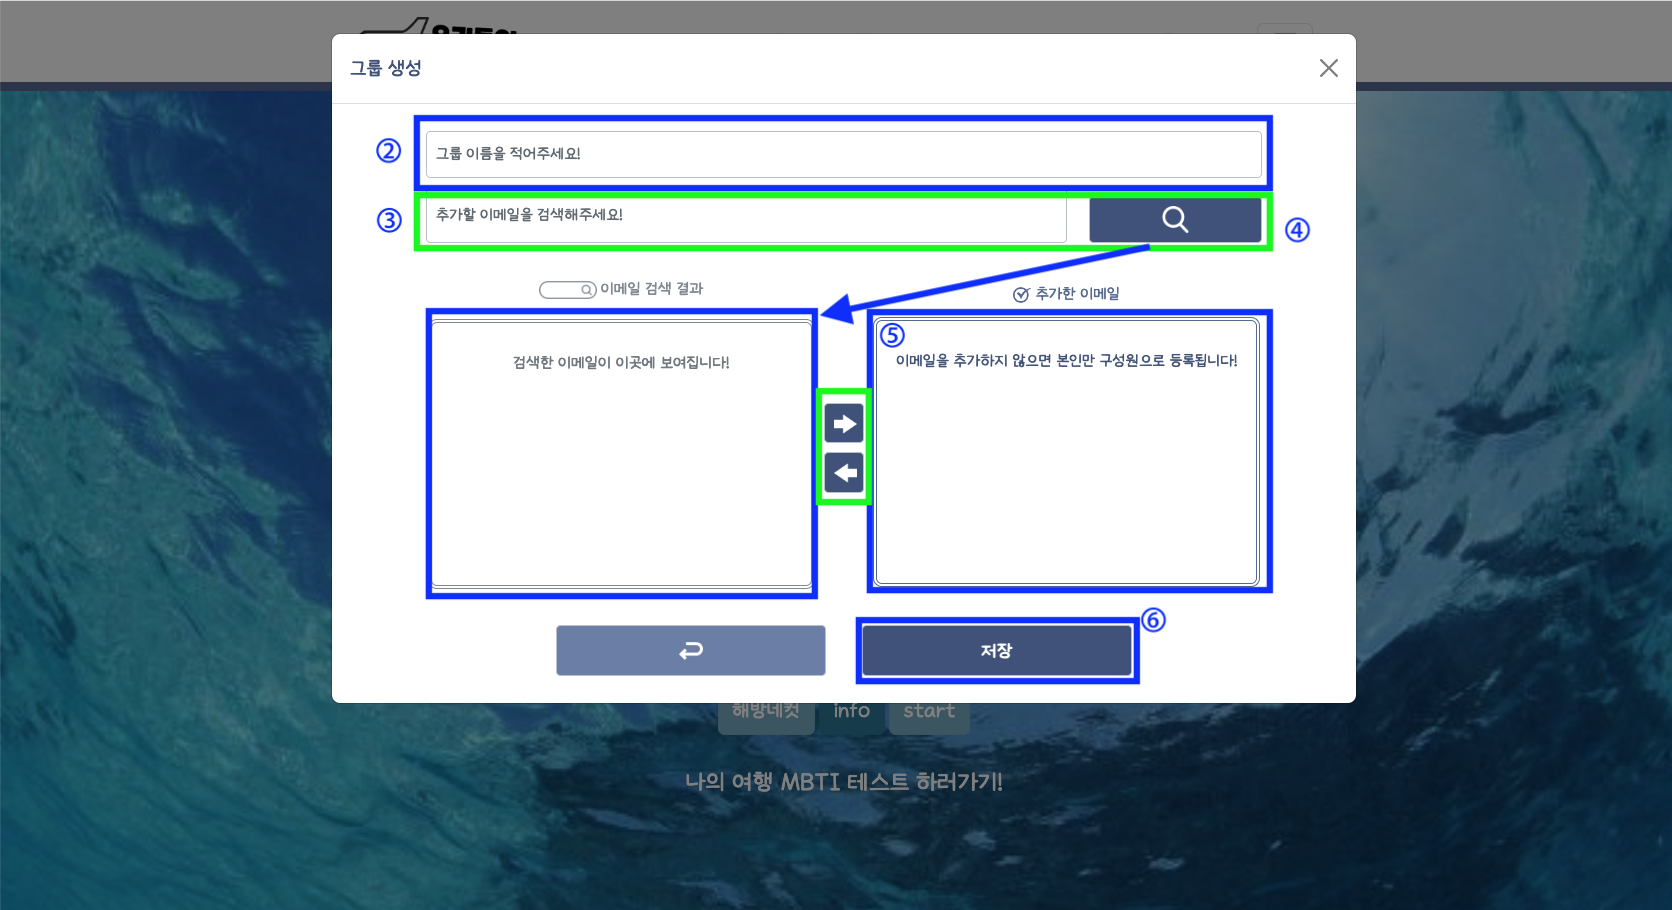 그룹 생성
② 그룹 이름을 적어주세요!
③ 추가할 이메일을 검색해주세요!
④
이메일 검색 결과
추가한 이메일
⑤
검색한 이메일이 이곳에 보여집니다!
이메일을 추가하지 않으면 본인만 구성원으로 등록됩니다!
⑥
저장
해방네컷 info start
나의 여행 MBTI 테스트 하러가기!